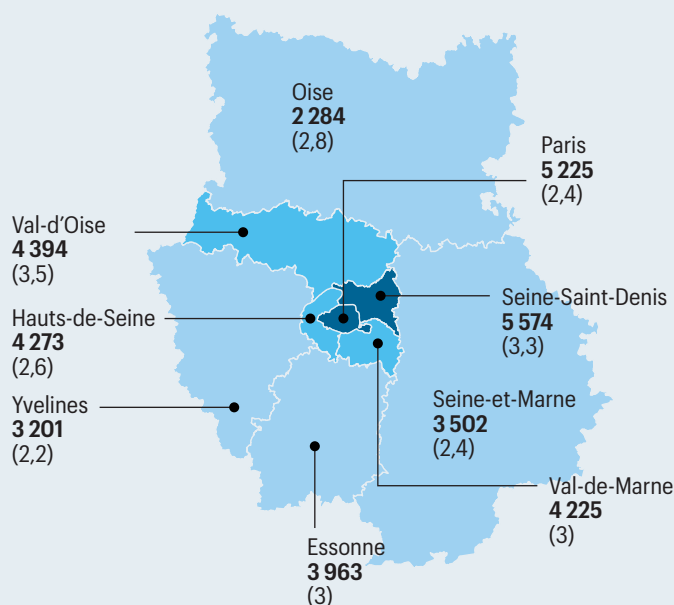 Oise
2 284
(2,8)
Paris
5 225
(2,4)
Val-d'Oise
4 394
(3,5)
Seine-Saint-Denis
5 574
(3,3)
Hauts-de-Seine
4 273
(2,6)
Yvelines
3 201
(2,2)
Seine-et-Marne
3 502
(2,4)
Val-de-Marne
4 225
(3)
Essonne
3 963
(3)